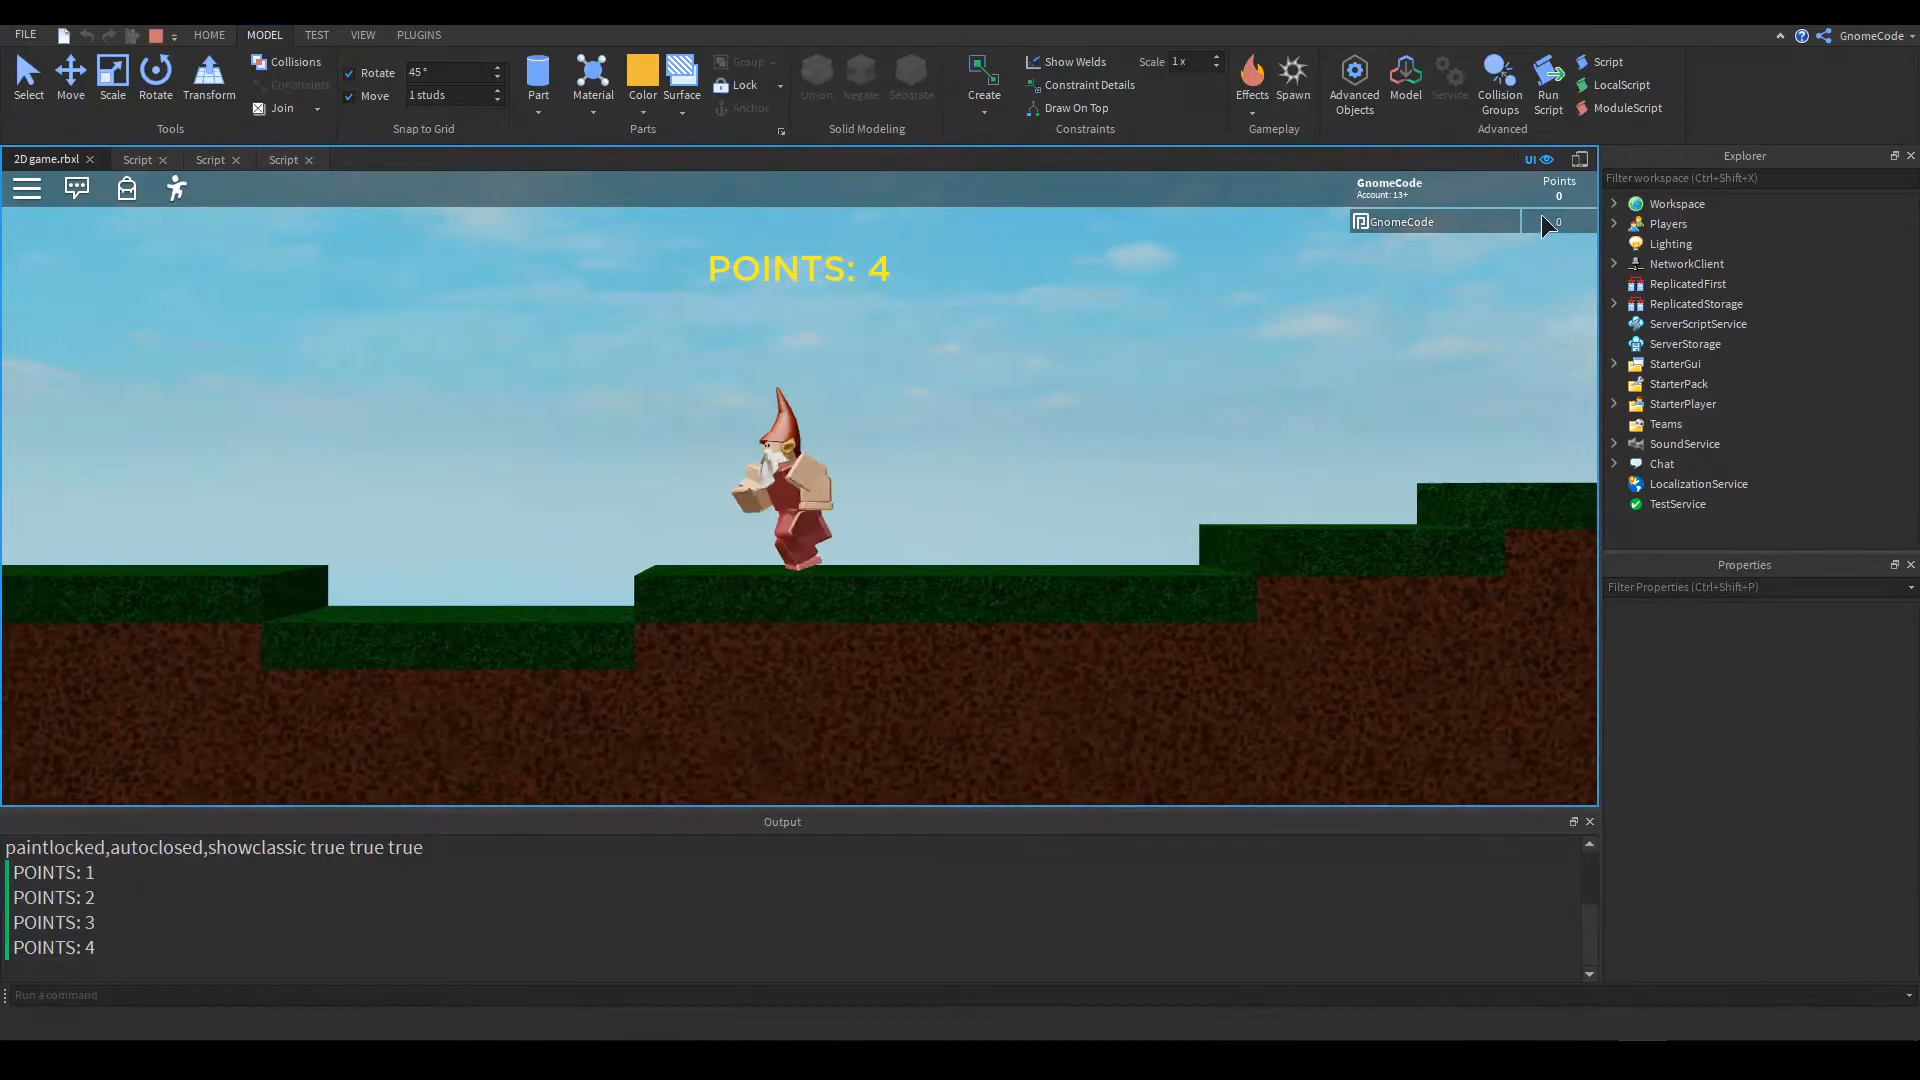 FILE HOME MODEL TEST VIEW PLUGINS GnomeCode
Select Move Scale Rotate Transform
Collisions
Constraints
Join
Tools
Rotate 45°
Move 1 studs
Snap to Grid
Part Material Color Surface
Group
Lock
Anchor
Parts
Union Negate Separate
Solid Modeling
Create
Show Welds Scale 1x
Constraint Details
Draw On Top
Constraints
Effects Spawn
Gameplay
Advanced Objects
Model
Service
Collision Groups
Run Script
Script
LocalScript
ModuleScript
Advanced
2D game.rbxl Script Script Script UI
GnomeCode Points
Account: 13+ 0
GnomeCode 0
POINTS: 4
Explorer
Filter workspace (Ctrl+Shift+X)
Workspace
Players
Lighting
NetworkClient
ReplicatedFirst
ReplicatedStorage
ServerScriptService
ServerStorage
StarterGui
StarterPack
StarterPlayer
Teams
SoundService
Chat
LocalizationService
TestService
Properties
Filter Properties (Ctrl+Shift+P)
Output
paintlocked,autoclosed,showclassic true true true
POINTS: 1
POINTS: 2
POINTS: 3
POINTS: 4
Run a command